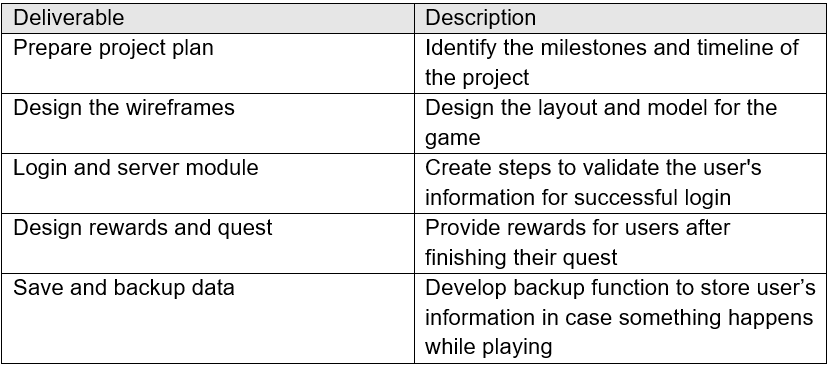 Deliverable Description
Prepare project plan Identify the milestones and timeline of
the project
Design the wireframes Design the layout and model for the
game
Login and server module Create steps to validate the user's
information for successful login
Design rewards and quest Provide rewards for users after
finishing their quest
Save and backup data Develop backup function to store user’s
information in case something happens
while playing